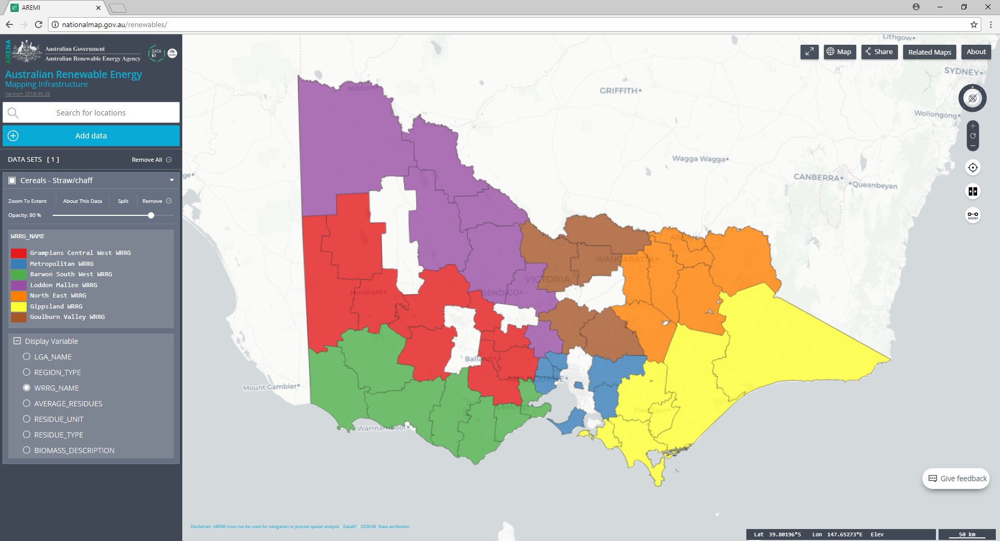 AREMI
nationalmap.gov.au/renewables/
ARENA
Australian Government
Australian Renewable Energy Agency
DATA
61
CSIRO
Australian Renewable Energy
Mapping Infrastructure
Version: 2018-05-25
Search for locations
Add data
DATA SETS [ 1 ]
Remove All
Cereals - Straw/chaff
Zoom To Extent
About This Data
Split
Remove
Opacity: 80 %
WRRG_NAME
Grampians Central West WRRG
Metropolitan WRRG
Barwon South West WRRG
Loddon Mallee WRRG
North East WRRG
Gippsland WRRG
Goulburn Valley WRRG
Display Variable
LGA_NAME
REGION_TYPE
WRRG_NAME
AVERAGE_RESIDUES
RESIDUE_UNIT
RESIDUE_TYPE
BIOMASS_DESCRIPTION
Lithgow
Map
Share
Related Maps
About
SYDNEY
Mildura
GRIFFITH
N
Wollongong
Wagga Wagga
ge
CANBERRA
Queanbeyan
Albury
WANGARATTA
VICTORIA
Horsham
BENDIGO
Ballarat
MELBOURNE
Mount Gambier
Geelong
Traralgon
Warrnambool
Give feedback
Disclaimer: AREMI must not be used for navigation or precise spatial analysis - Data61 - CESIUM Data attribution
Lat 39.80196°S Lon 147.65273°E Elev
50 km